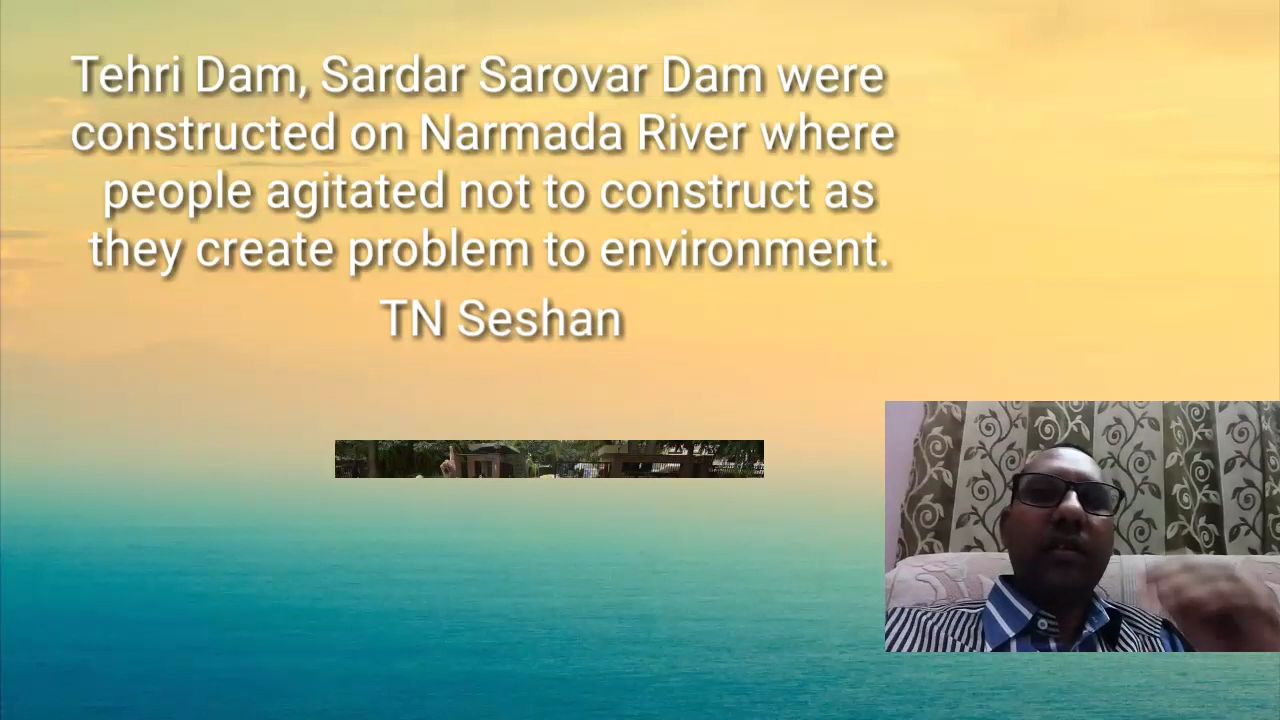 Tehri Dam, Sardar Sarovar Dam were
constructed on Narmada River where
people agitated not to construct as
they create problem to environment.
TN Seshan